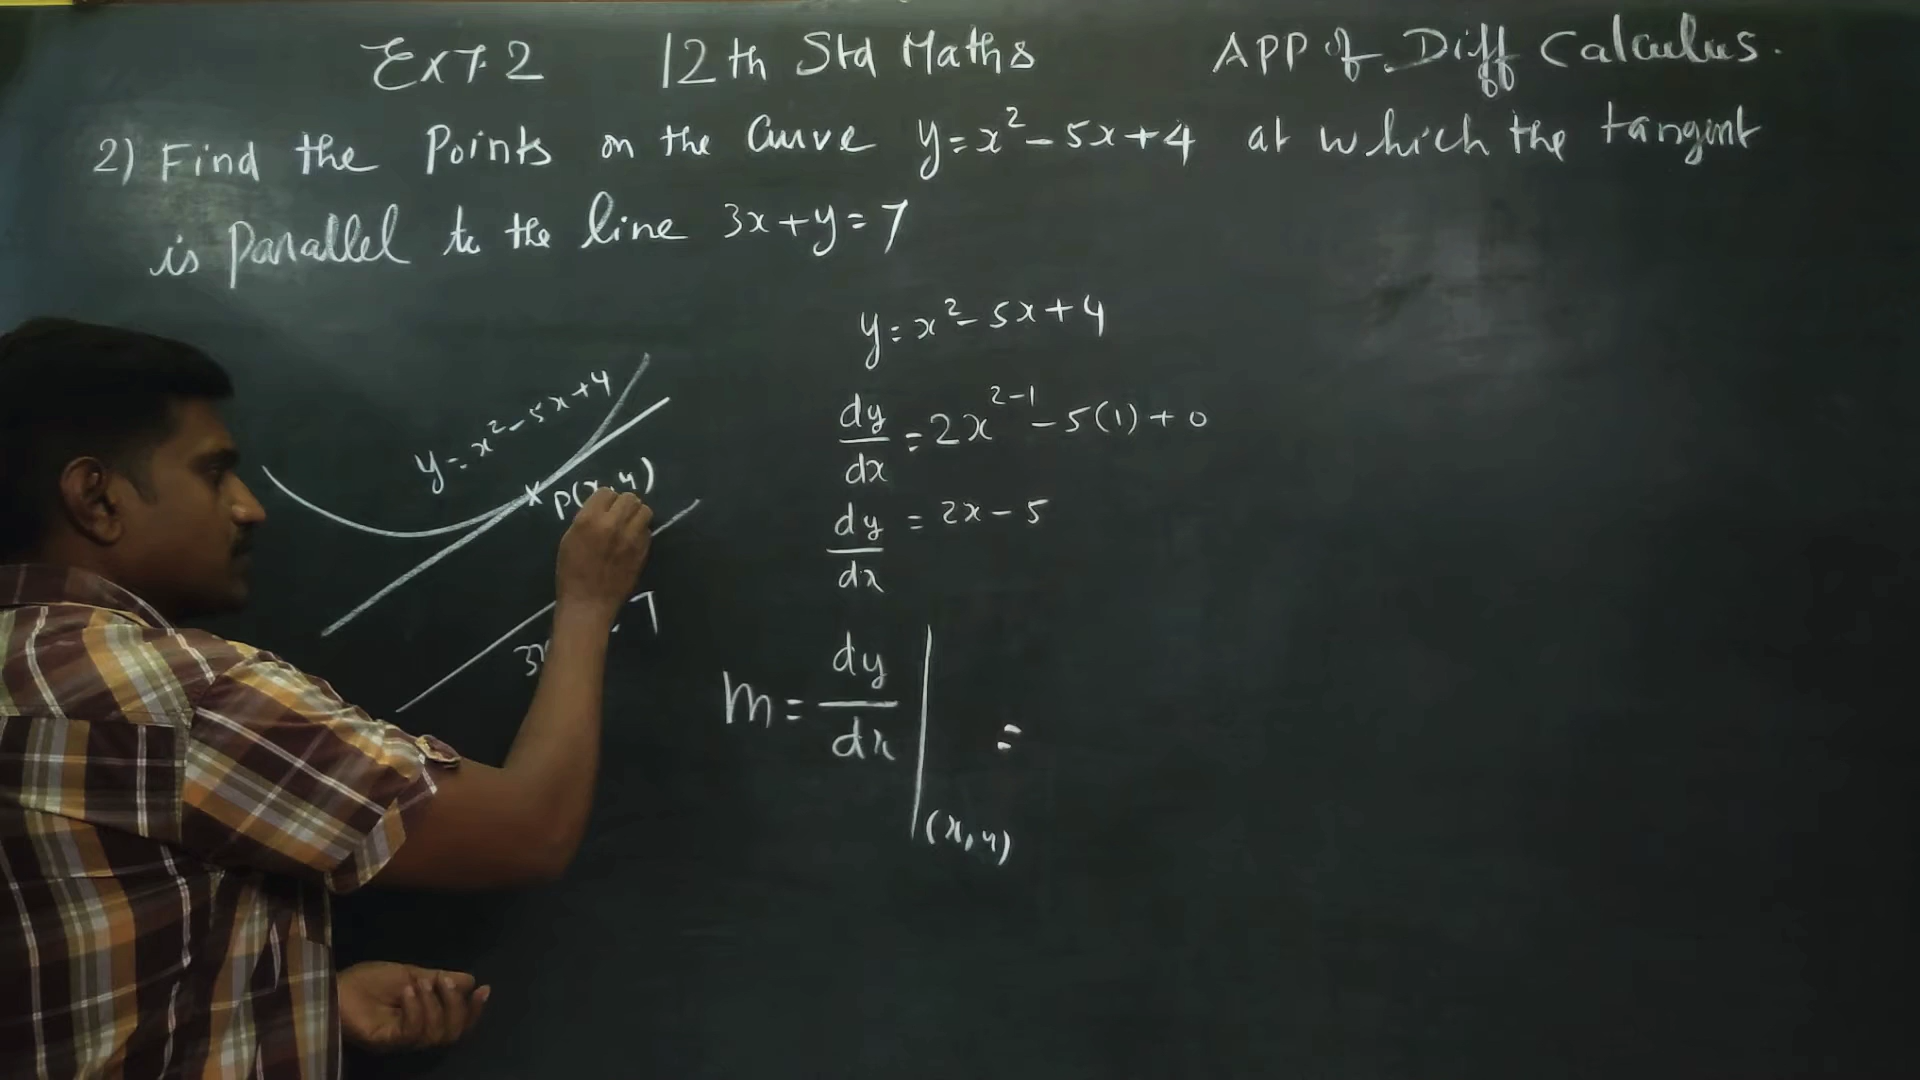 Ex 7.2 12th Std Maths APP of Diff Calculus.
2) Find the Points on the Curve y = x² - 5x + 4 at which the tangent
is Parallel to the line 3x + y = 7
y = x² - 5x + 4
dy/dx = 2x²⁻¹ - 5(1) + 0
dy/dx = 2x - 5
m = dy/dx |(x, y) =
y = x² - 5x + 4
P(x, y)
7